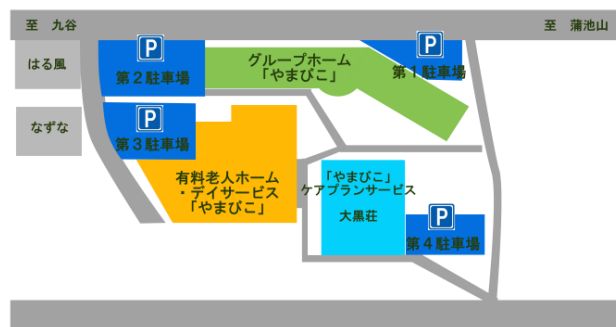 至 九谷
至 蒲池山
はる風
P
第２駐車場
グループホーム
「やまびこ」
P
第１駐車場
なずな
P
第３駐車場
有料老人ホーム
・デイサービス
「やまびこ」
「やまびこ」
ケアプランサービス
大黒荘
P
第４駐車場